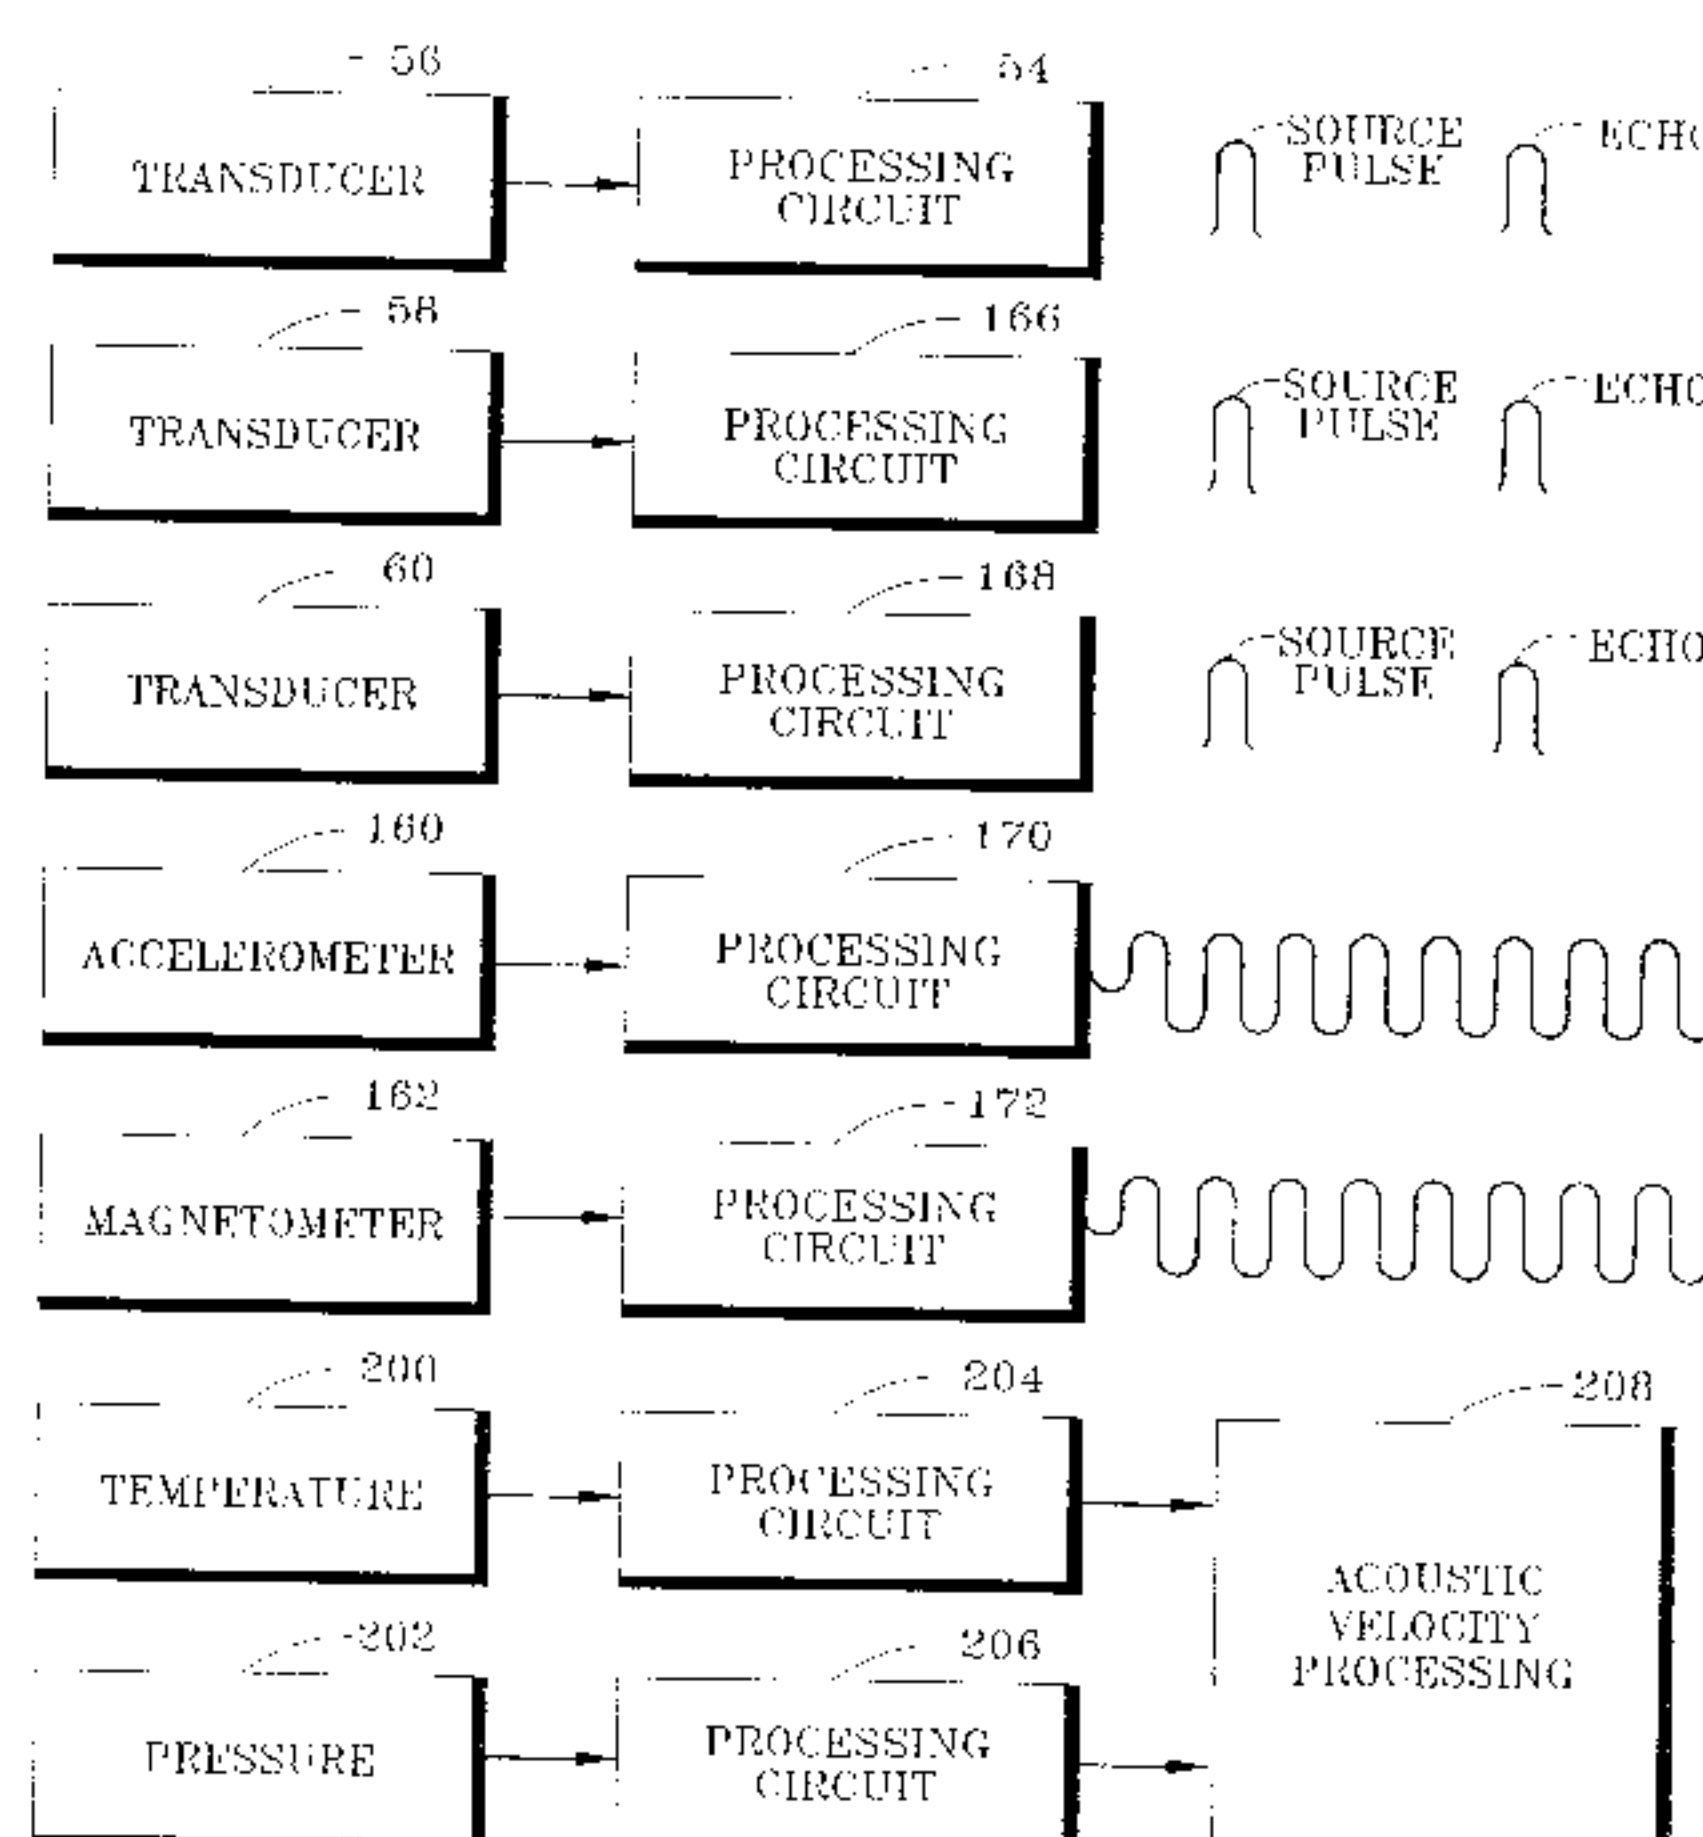 56
54
TRANSDUCER
PROCESSING
CIRCUIT
SOURCE
PULSE
58
166
TRANSDUCER
PROCESSING
CIRCUIT
SOURCE
PULSE
ECHO
60
168
TRANSDUCER
PROCESSING
CIRCUIT
SOURCE
PULSE
ECHO
160
170
ACCELEROMETER
PROCESSING
CIRCUIT
162
172
MAGNETOMETER
PROCESSING
CIRCUIT
200
204
208
TEMPERATURE
PROCESSING
CIRCUIT
ACOUSTIC
VELOCITY
PROCESSING
202
206
PRESSURE
PROCESSING
CIRCUIT